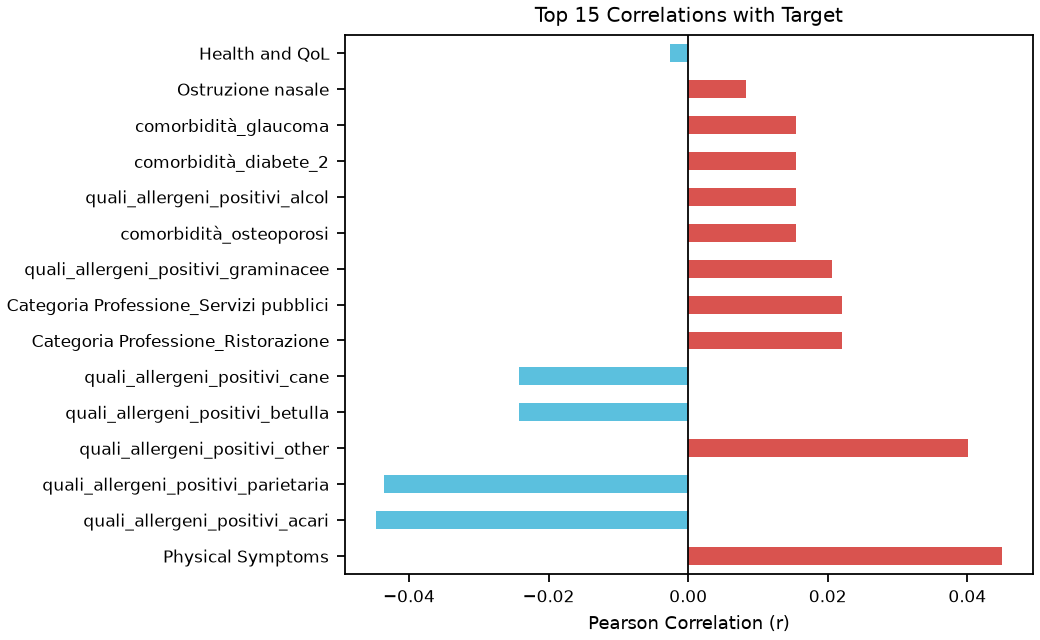 Top 15 Correlations with Target
Health and QoL
Ostruzione nasale
comorbidità_glaucoma
comorbidità_diabete_2
quali_allergeni_positivi_alcol
comorbidità_osteoporosi
quali_allergeni_positivi_graminacee
Categoria Professione_Servizi pubblici
Categoria Professione_Ristorazione
quali_allergeni_positivi_cane
quali_allergeni_positivi_betulla
quali_allergeni_positivi_other
quali_allergeni_positivi_parietaria
quali_allergeni_positivi_acari
Physical Symptoms
−0.04 −0.02 0.00 0.02 0.04
Pearson Correlation (r)